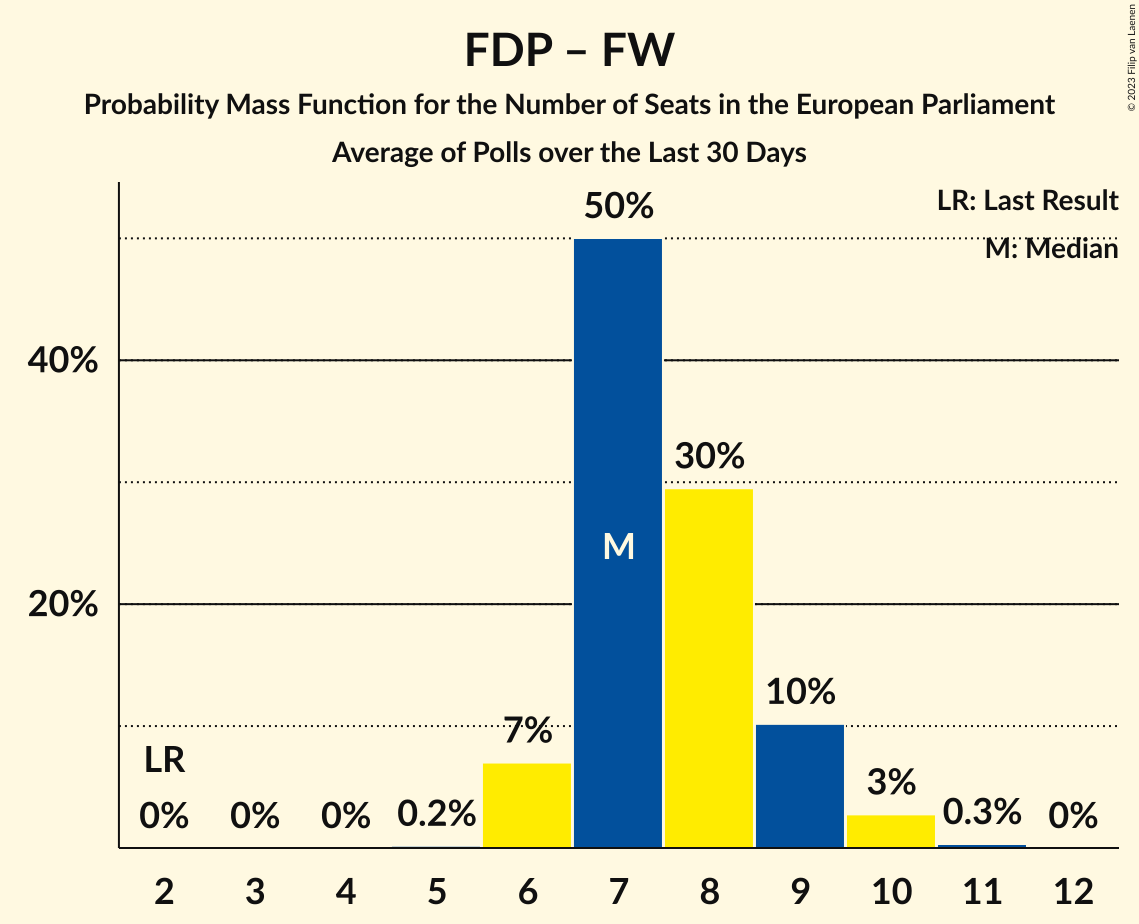 FDP – FW
Probability Mass Function for the Number of Seats in the European Parliament
Average of Polls over the Last 30 Days
© 2023 Filip van Laenen
LR: Last Result
M: Median
50%
40%
30%
M
20%
10%
7%
LR
3%
0%
0%
0%
0.2%
0.3%
0%
2 3 4 5 6 7 8 9 10 11 12